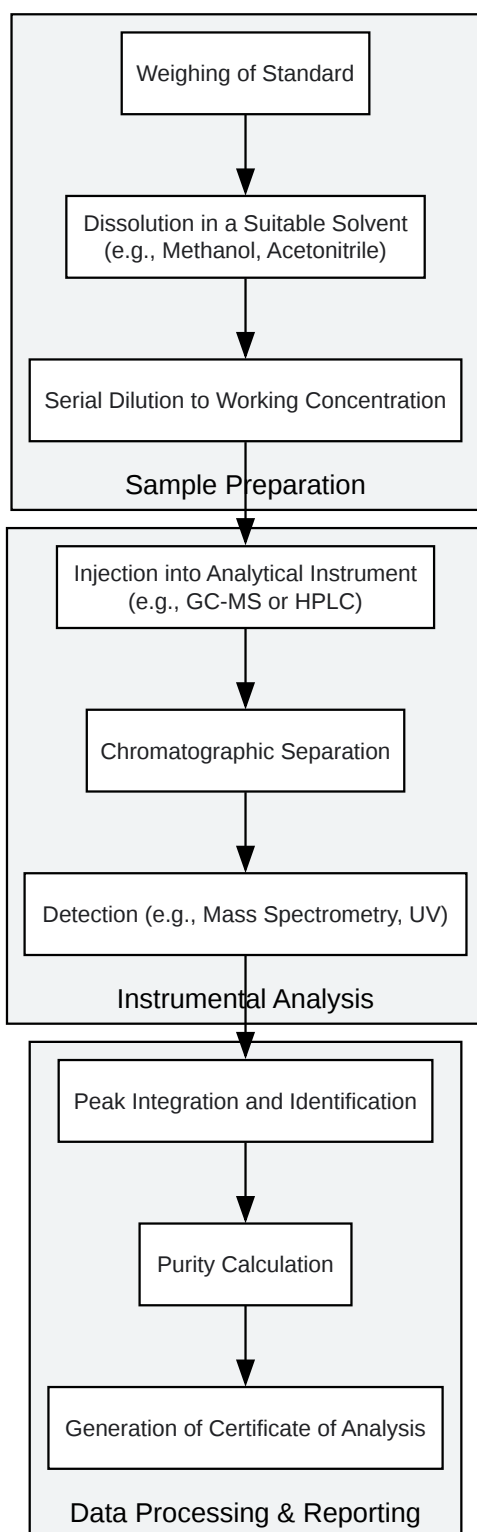 Weighing of Standard
Dissolution in a Suitable Solvent
(e.g., Methanol, Acetonitrile)
Serial Dilution to Working Concentration
Sample Preparation
Injection into Analytical Instrument
(e.g., GC-MS or HPLC)
Chromatographic Separation
Detection (e.g., Mass Spectrometry, UV)
Instrumental Analysis
Peak Integration and Identification
Purity Calculation
Generation of Certificate of Analysis
Data Processing & Reporting